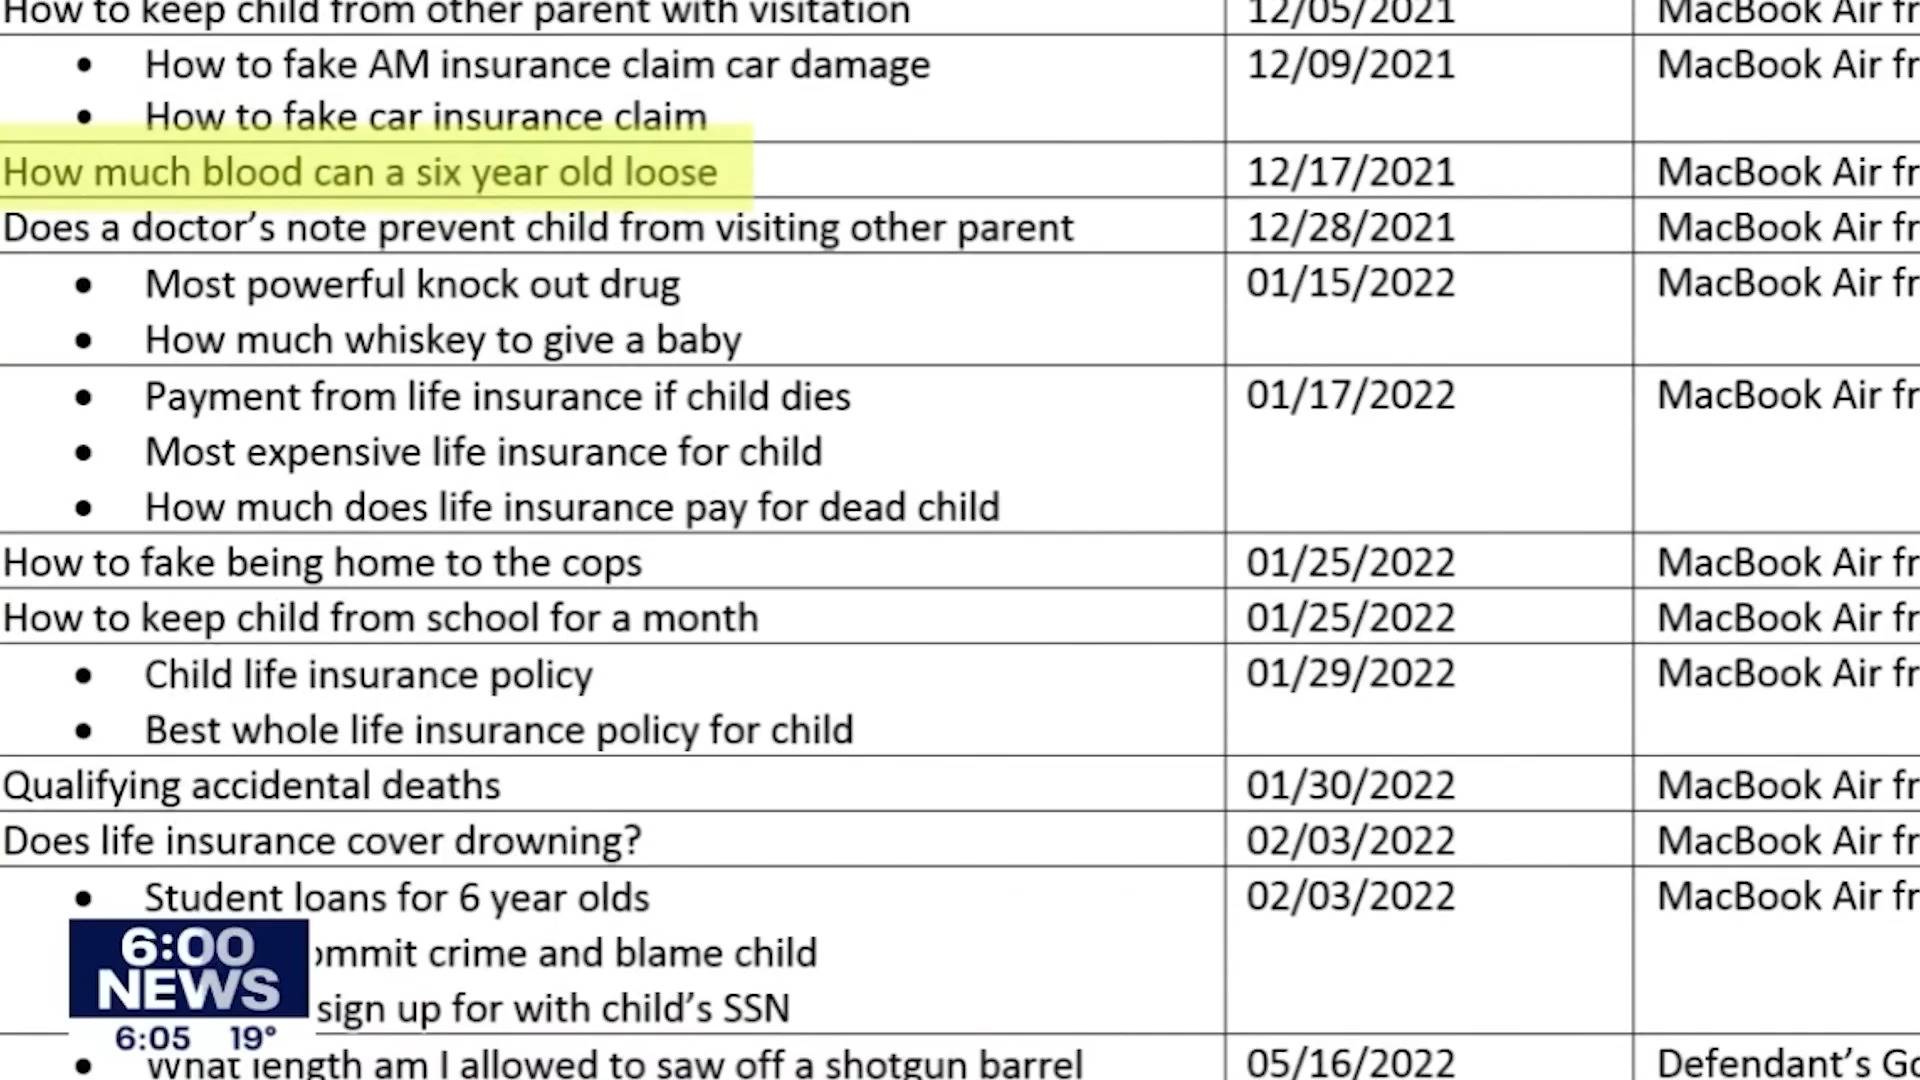 How to keep child from other parent with visitation 12/05/2021 MacBook Air fr
• How to fake AM insurance claim car damage 12/09/2021 MacBook Air fr
• How to fake car insurance claim
How much blood can a six year old loose 12/17/2021 MacBook Air fr
Does a doctor’s note prevent child from visiting other parent 12/28/2021 MacBook Air fr
• Most powerful knock out drug 01/15/2022 MacBook Air fr
• How much whiskey to give a baby
• Payment from life insurance if child dies 01/17/2022 MacBook Air fr
• Most expensive life insurance for child
• How much does life insurance pay for dead child
How to fake being home to the cops 01/25/2022 MacBook Air fr
How to keep child from school for a month 01/25/2022 MacBook Air fr
• Child life insurance policy 01/29/2022 MacBook Air fr
• Best whole life insurance policy for child
Qualifying accidental deaths 01/30/2022 MacBook Air fr
Does life insurance cover drowning? 02/03/2022 MacBook Air fr
• Student loans for 6 year olds 02/03/2022 MacBook Air fr
ommit crime and blame child
sign up for with child’s SSN
• What length am I allowed to saw off a shotgun barrel 05/16/2022 Defendant’s Go
6:00
NEWS
6:05 19°